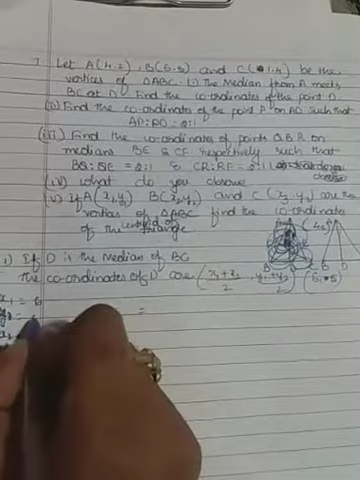 1. Let A(4,2), B(6,5) and C(1,4) be the
vertices of △ABC. (i) The Median from A meets
BC at D. Find the co-ordinates of the point D.
(ii) Find the co-ordinates of the point P on AD such that
AP:PD = 2:1
(iii) Find the co-ordinates of points Q & R on
medians BE & CF respectively such that
BQ:QE = 2:1 & CR:RF = 2:1
(iv) What do you observe
(v) If A(x₁,y₁) B(x₂,y₂) and C(x₃,y₃) are the
vertices of △ABC find the co-ordinates
of the centroid of triangle
1) If D is the median of BC
the co-ordinates of D are (x₁+x₂/2, y₁+y₂/2)
x₁ = 6